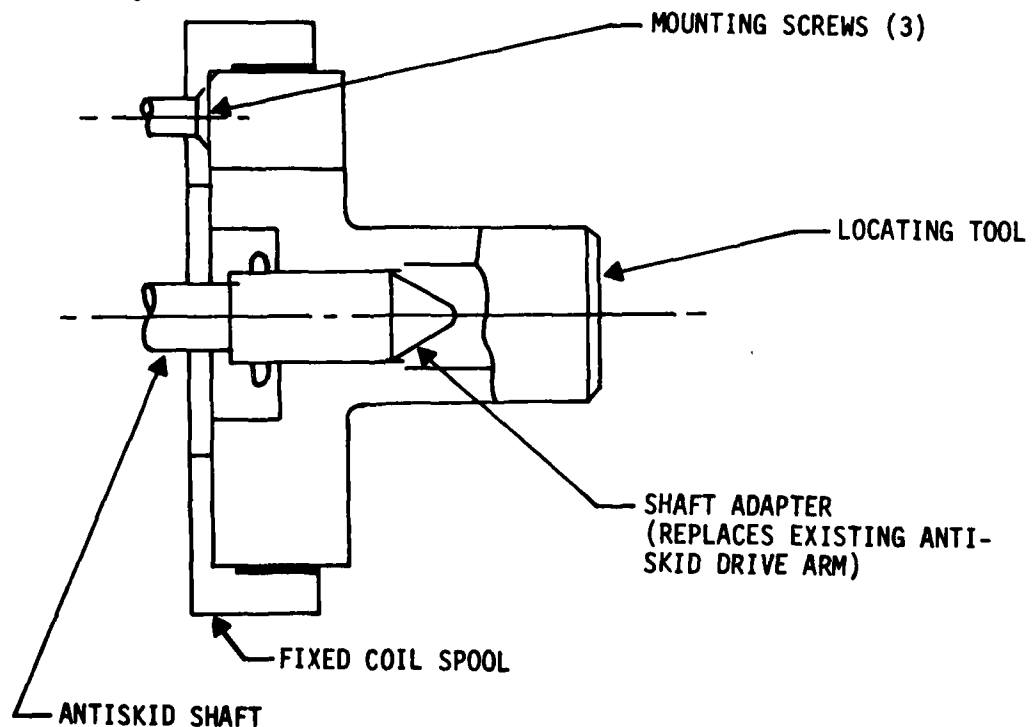 MOUNTING SCREWS (3)
LOCATING TOOL
SHAFT ADAPTER
(REPLACES EXISTING ANTI-
SKID DRIVE ARM)
FIXED COIL SPOOL
ANTISKID SHAFT